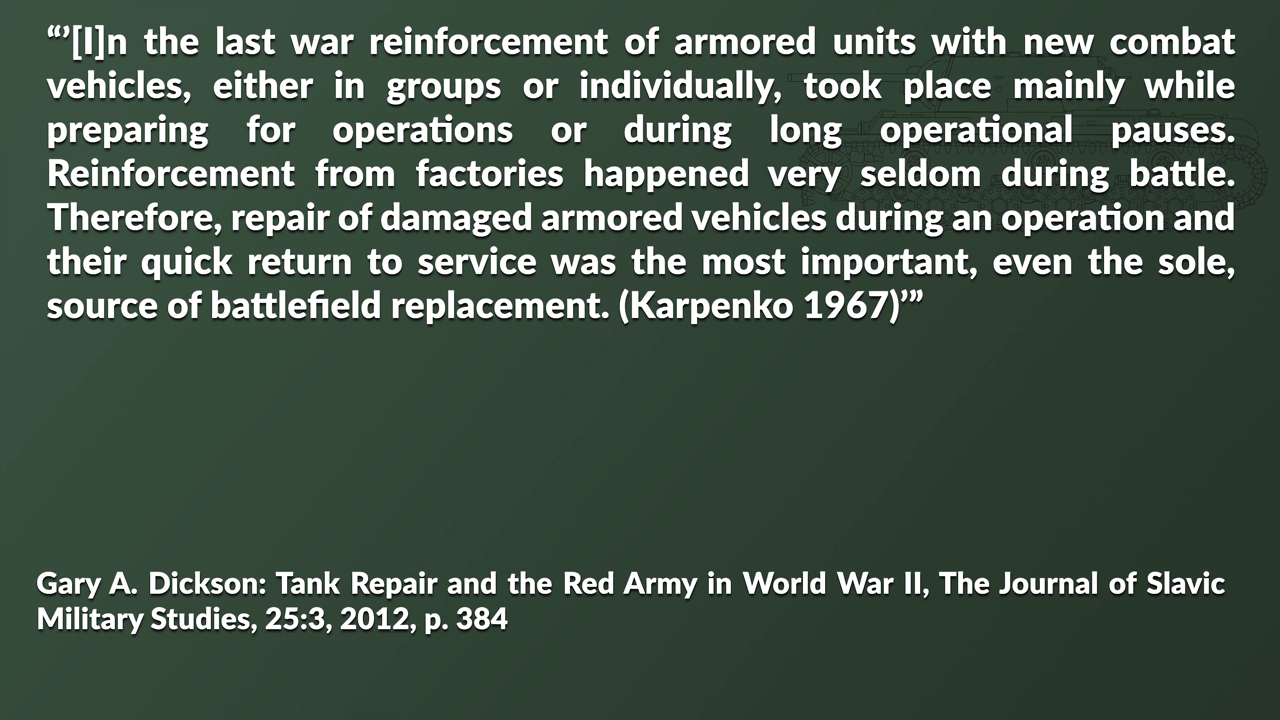 “’[I]n the last war reinforcement of armored units with new combat
vehicles, either in groups or individually, took place mainly while
preparing for operations or during long operational pauses.
Reinforcement from factories happened very seldom during battle.
Therefore, repair of damaged armored vehicles during an operation and
their quick return to service was the most important, even the sole,
source of battlefield replacement. (Karpenko 1967)’”
Gary A. Dickson: Tank Repair and the Red Army in World War II, The Journal of Slavic
Military Studies, 25:3, 2012, p. 384